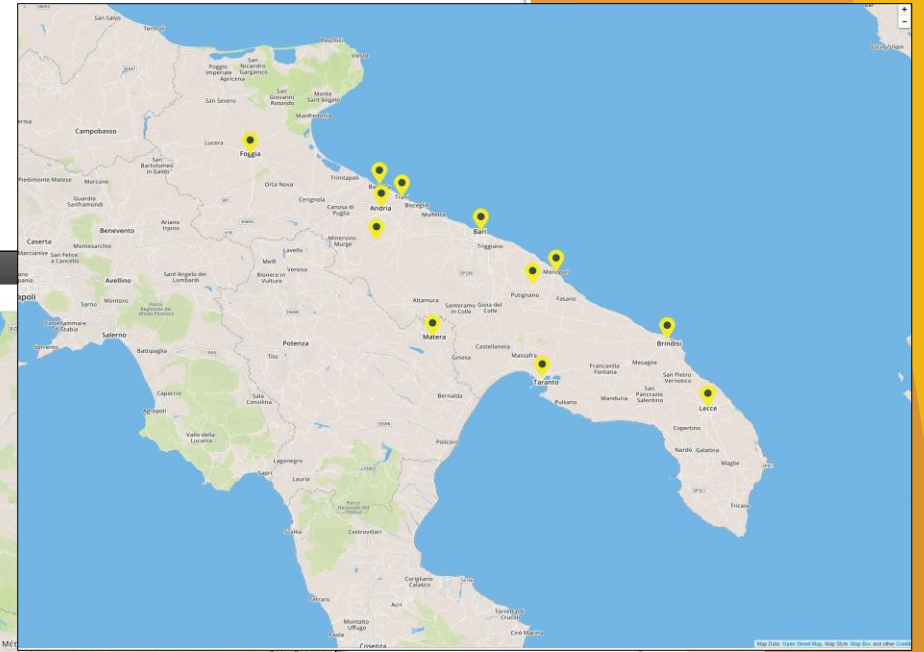 San Salvo
Termoli
+
-
Peschici
Vieste
Poggio
Imperiale
Apricena
San
Nicandro
Garganico
San
Giovanni
Rotondo
Monte
Sant'Angelo
San Severo
Manfredonia
Campobasso
Lucera
Foggia
San
Bartolomeo
in Galdo
Piedimonte Matese
Morcone
Orta Nova
Trinitapoli
Trani
Guardia
Sanframondi
Cerignola
Canosa di
Puglia
Andria
Bisceglie
Molfetta
Bari
Benevento
Ariano
Irpino
Minervino
Murge
Triggiano
Caserta
Montesarchio
San Felice
a Cancello
Lavello
Melfi
Venosa
Rionero in
Vulture
Monopoli
Avellino
Sant'Angelo dei
Lombardi
Putignano
Fasano
Sarno
Montoro
Altamura
Santeramo
in Colle
Gioia del
Colle
Salerno
Matera
Brindisi
Sorrento
Battipaglia
Potenza
Tito
Castellaneta
Massafra
Ginosa
Mesagne
Francavilla
Fontana
San Pietro
Vernotico
Taranto
San
Pancrazio
Salentino
Capaccio
Sala
Consilina
Bernalda
Pulsano
Manduria
Lecce
Agropoli
Copertino
Vallo della
Lucania
Policoro
Nardò
Galatina
Lagonegro
Maglie
Sapri
Lauria
Tricase
Scalea
Castrovillari
Corigliano
Calabro
Cetraro
Acri
Torretta di
Crucoli
Montalto
Uffugo
Cirò Marina
Paola
Cosenza
Map Data: Open Street Map, Map Style: Map Box and other